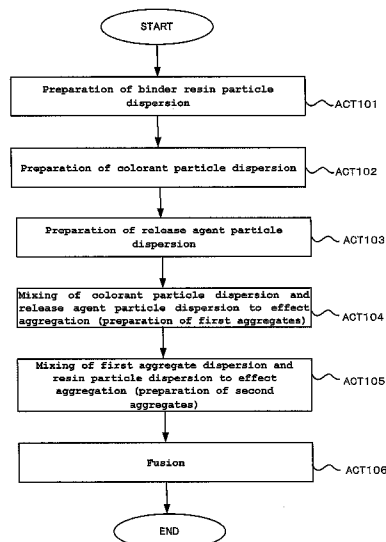 START
Preparation of binder resin particle
dispersion
ACT101
Preparation of colorant particle dispersion
ACT102
Preparation of release agent particle
dispersion
ACT103
Mixing of colorant particle dispersion and
release agent particle dispersion to effect
aggregation (preparation of first aggregates)
ACT104
Mixing of first aggregate dispersion and
resin particle dispersion to effect
aggregation (preparation of second
aggregates)
ACT105
Fusion
ACT106
END